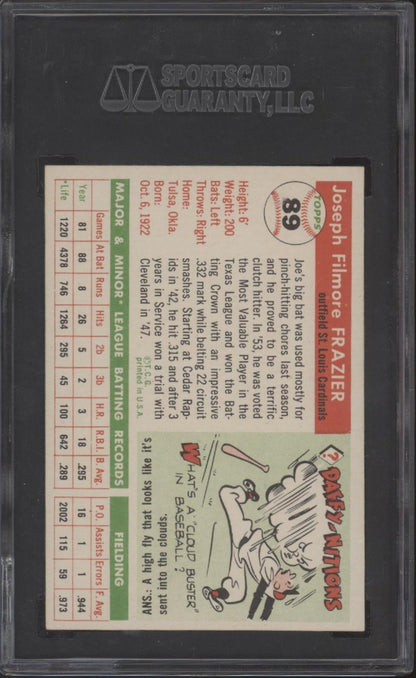 SPORTSCARD
GUARANTY, LLC
TOPPS
89
Joseph Filmore FRAZIER
outfield St. Louis Cardinals
Height: 6'
Weight: 200
Bats: Left
Throws: Right
Home:
Tulsa, Okla.
Born:
Oct. 6, 1922
Joe's big bat was used mostly for
pinch-hitting chores last season,
and he proved to be a terrific
clutch hitter. In '53, he was voted
the Most Valuable Player in the
Texas League and won the Bat-
ting Crown with an impressive
.332 mark while belting 22 circuit
smashes. Starting at Cedar Rap-
ids in '42, he hit .315 and after 3
years in Service won a trial with
Cleveland in '47.
©T.C.G.
printed in U.S.A.
?
DAFFY-NITIONS
WHAT'S A "CLOUD BUSTER"
IN BASEBALL?
ANS.: A high fly that looks like it's
sent into the clouds.
MAJOR & MINOR* LEAGUE BATTING RECORDS
FIELDING
Games At Bat Runs Hits 2b 3b H.R. R.B.I. B Avg. P.O. Assists Errors F. Avg.
Year 81 88 8 26 5 2 3 18 .295 16 1 1 .944
*Life 1220 4378 746 1264 295 45 100 642 .289 2002 115 59 .973